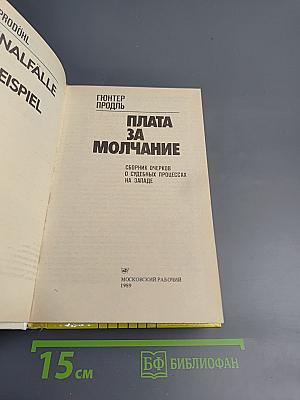 PRODÖHL
NALFÄLLE
EISPIEL
ГЮНТЕР
ПРОДЛЬ
ПЛАТА
ЗА
МОЛЧАНИЕ
СБОРНИК ОЧЕРКОВ
О СУДЕБНЫХ ПРОЦЕССАХ
НА ЗАПАДЕ
МОСКОВСКИЙ РАБОЧИЙ
1989
15 см
БФ БИБЛИОФАН